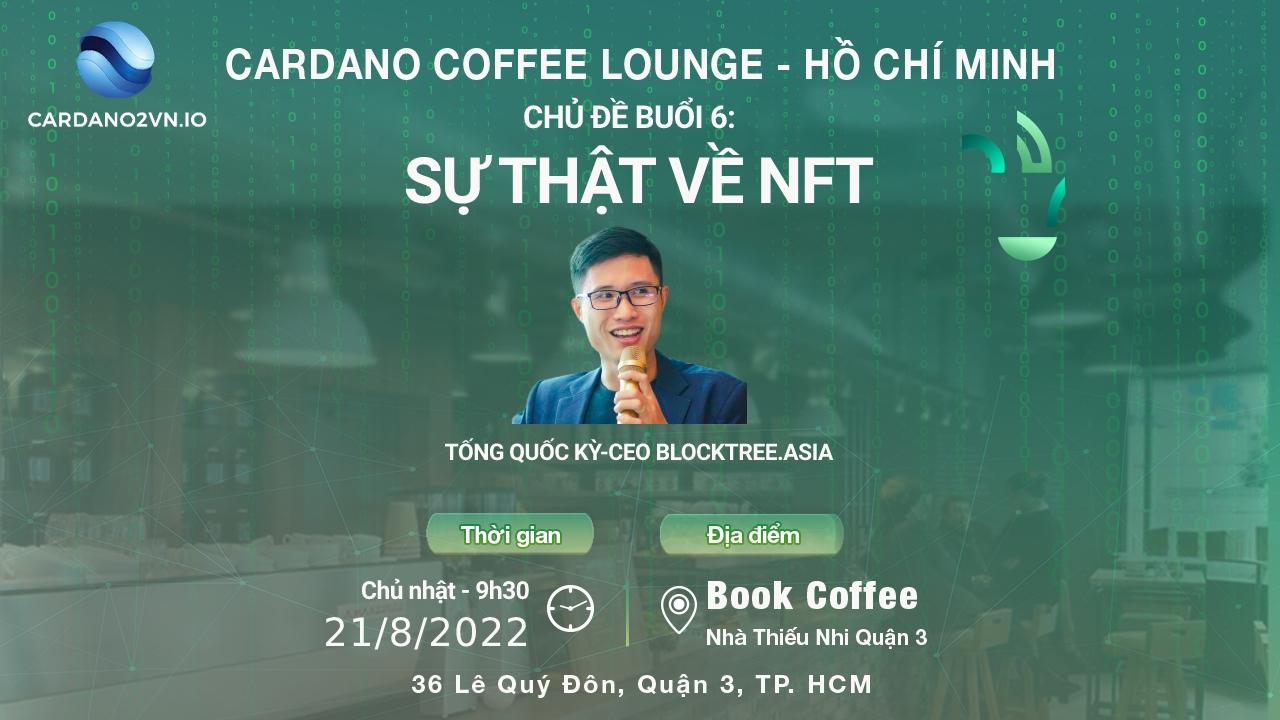 CARDANO2VN.IO
CARDANO COFFEE LOUNGE - HỒ CHÍ MINH
CHỦ ĐỀ BUỔI 6:
SỰ THẬT VỀ NFT
TỐNG QUỐC KỲ-CEO BLOCKTREE.ASIA
Thời gian
Địa điểm
Chủ nhật - 9h30
21/8/2022
Book Coffee
Nhà Thiếu Nhi Quận 3
36 Lê Quý Đôn, Quận 3, TP. HCM